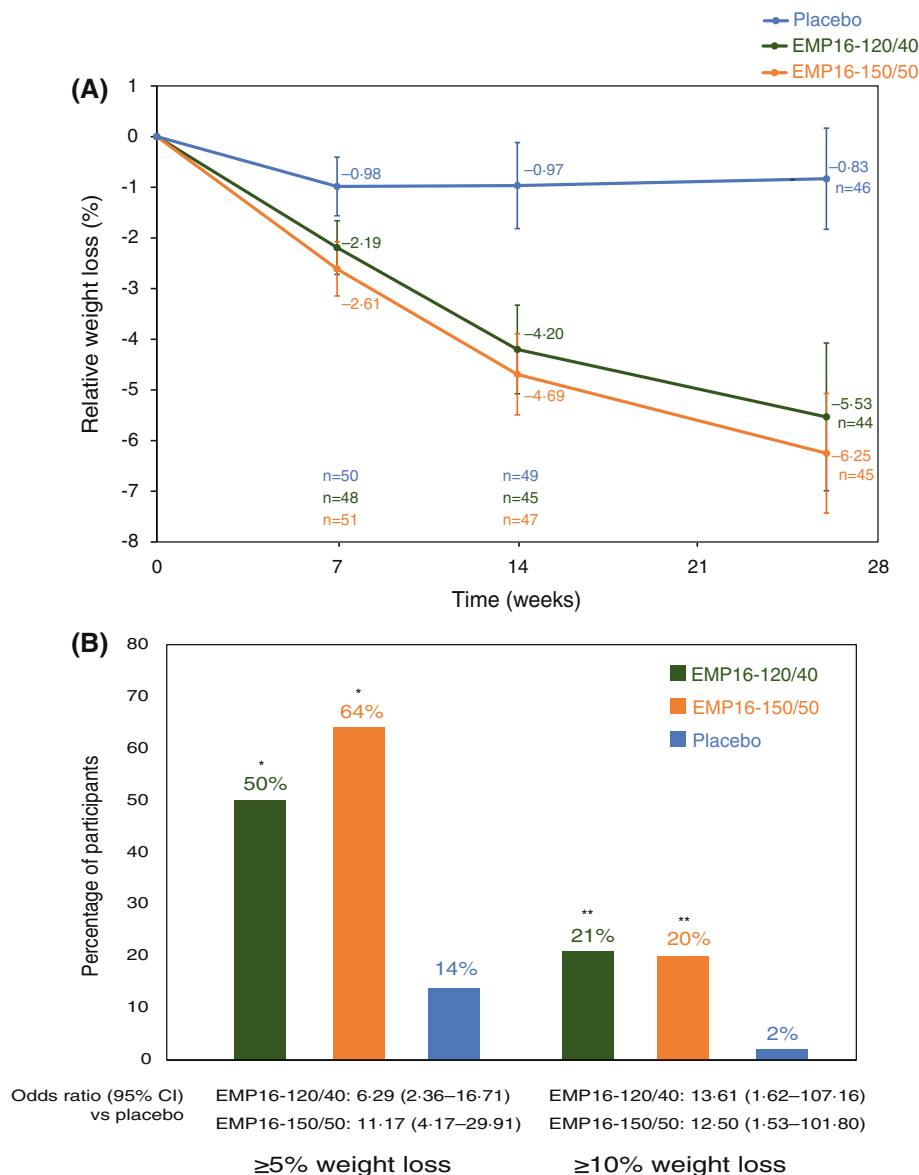 Placebo
EMP16-120/40
EMP16-150/50
(A)
Relative weight loss (%)
1
0
-1
-2
-3
-4
-5
-6
-7
-8
−0·98
−0·97
−0·83
n=46
−2·19
−2·61
−4·20
−4·69
−5·53
n=44
−6·25
n=45
n=50
n=48
n=51
n=49
n=45
n=47
0 7 14 21 28
Time (weeks)
(B)
Percentage of participants
80
70
60
50
40
30
20
10
0
EMP16-120/40
EMP16-150/50
Placebo
*
50%
*
64%
14%
**
21%
**
20%
2%
Odds ratio (95% CI)
vs placebo
EMP16-120/40: 6·29 (2·36–16·71)
EMP16-150/50: 11·17 (4·17–29·91)
≥5% weight loss
EMP16-120/40: 13·61 (1·62–107·16)
EMP16-150/50: 12·50 (1·53–101·80)
≥10% weight loss